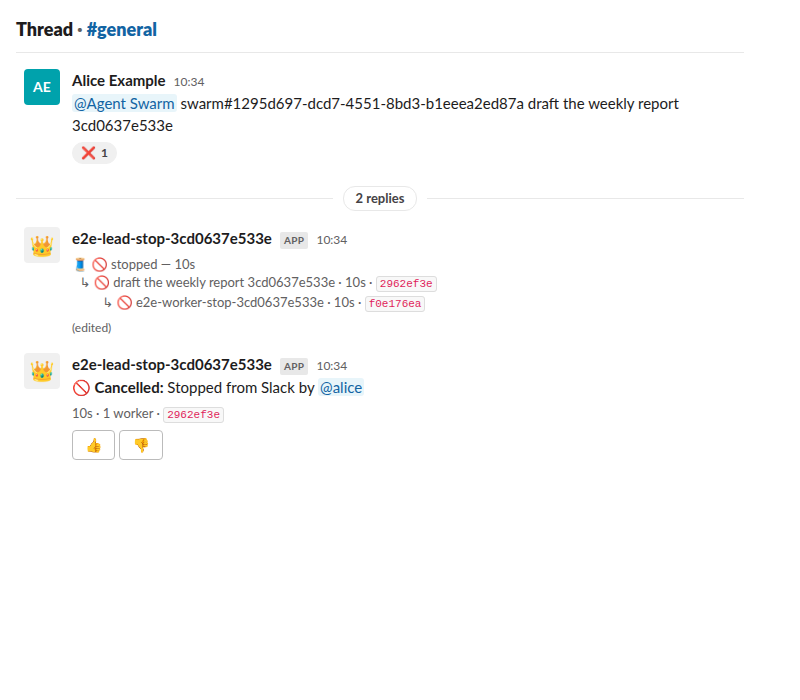 Thread • #general
AE
Alice Example 10:34
@Agent Swarm swarm#1295d697-dcd7-4551-8bd3-b1eeea2ed87a draft the weekly report
3cd0637e533e
❌ 1
2 replies
e2e-lead-stop-3cd0637e533e APP 10:34
🧵 🚫 stopped — 10s
↳ 🚫 draft the weekly report 3cd0637e533e · 10s · 2962ef3e
↳ 🚫 e2e-worker-stop-3cd0637e533e · 10s · f0e176ea
(edited)
e2e-lead-stop-3cd0637e533e APP 10:34
🚫 Cancelled: Stopped from Slack by @alice
10s · 1 worker · 2962ef3e
👍 👎